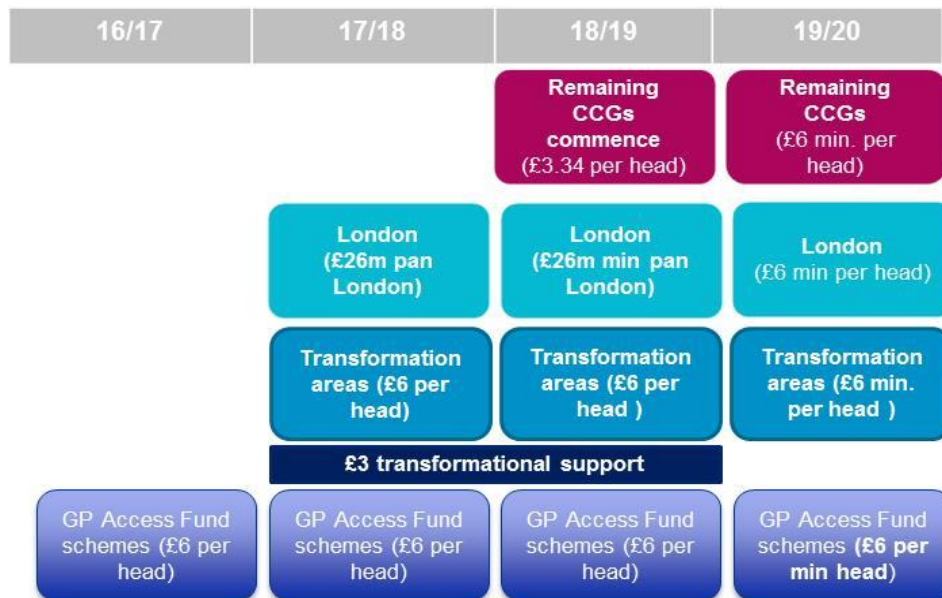 16/17
17/18
18/19
19/20
Remaining
CCGs
commence
(£3.34 per head)
Remaining
CCGs
(£6 min. per
head)
London
(£26m pan
London)
London
(£26m min pan
London)
London
(£6 min per head)
Transformation
areas (£6 per
head)
Transformation
areas (£6 per
head )
Transformation
areas (£6 min.
per head )
£3 transformational support
GP Access Fund
schemes (£6 per
head)
GP Access Fund
schemes (£6 per
head)
GP Access Fund
schemes (£6 per
head)
GP Access Fund
schemes (£6 per
min head)